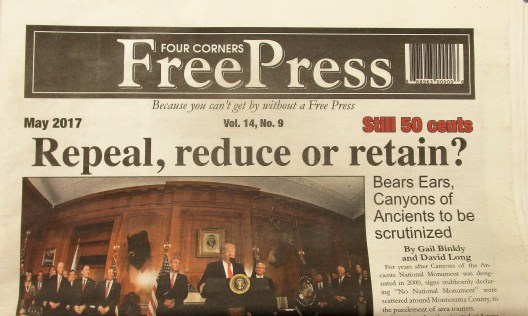 FOUR CORNERS
FreePress
Because you can't get by without a Free Press
May 2017
Vol. 14, No. 9
Still 50 cents
Repeal, reduce or retain?
Bears Ears,
Canyons of
Ancients to be
scrutinized
By Gail Binkly
and David Long
For years after Canyons of the An-
cients National Monument was desig-
nated in 2000, signs stubbornly declar-
ing "No National Monument" were
scattered around Montezuma County, to
the puzzlement of area tourists